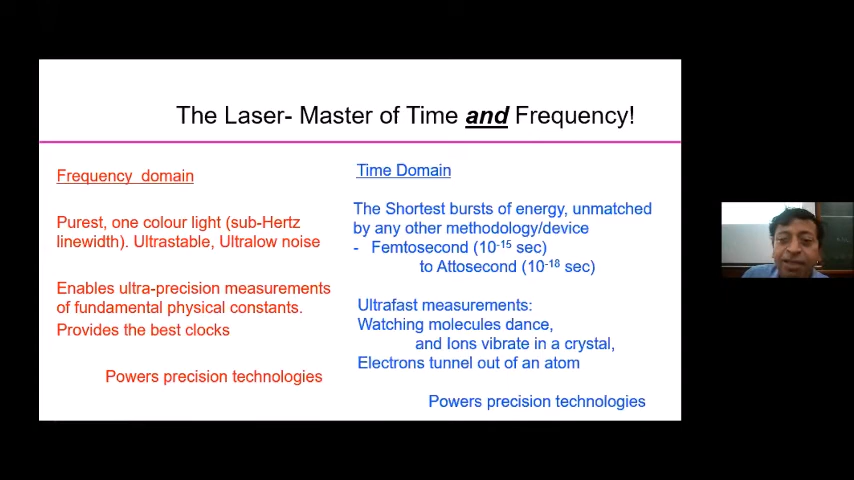 The Laser- Master of Time and Frequency!
Frequency domain
Purest, one colour light (sub-Hertz
linewidth). Ultrastable, Ultralow noise
Enables ultra-precision measurements
of fundamental physical constants.
Provides the best clocks
Powers precision technologies
Time Domain
The Shortest bursts of energy, unmatched
by any other methodology/device
- Femtosecond (10⁻¹⁵ sec)
to Attosecond (10⁻¹⁸ sec)
Ultrafast measurements:
Watching molecules dance,
and Ions vibrate in a crystal,
Electrons tunnel out of an atom
Powers precision technologies